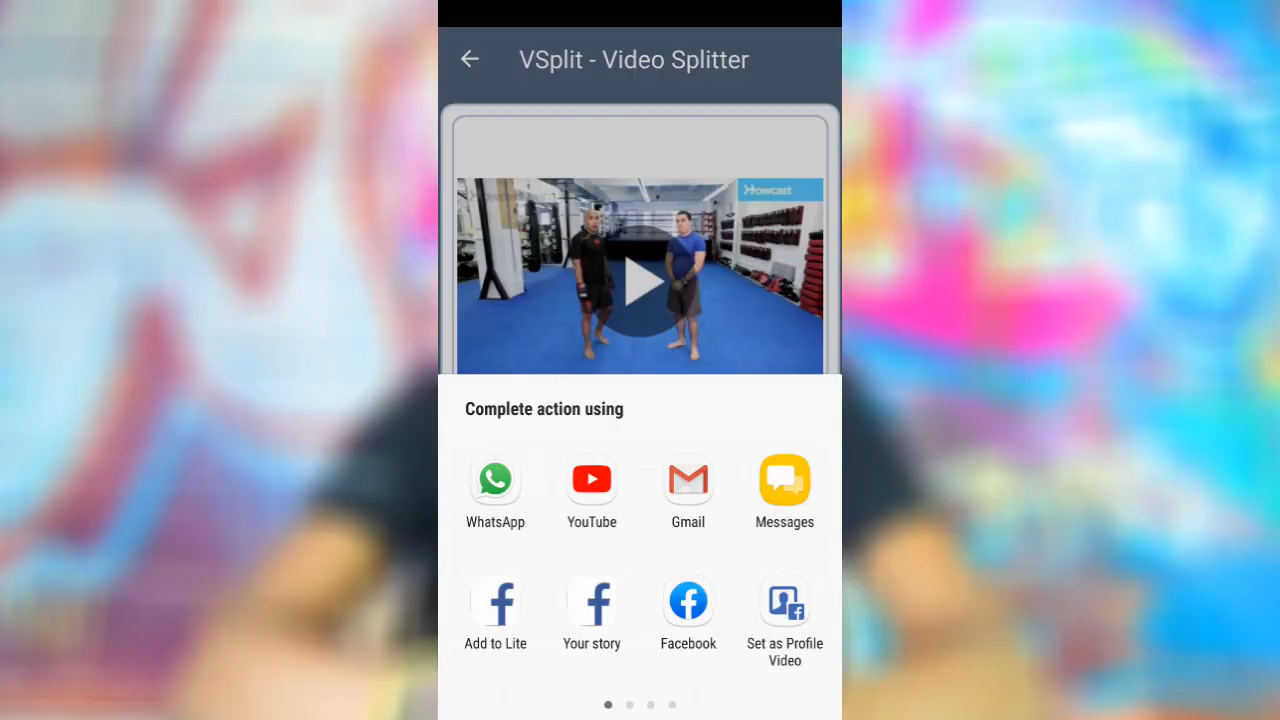 VSplit - Video Splitter
Howcast
Complete action using
WhatsApp
YouTube
Gmail
Messages
Add to Lite
Your story
Facebook
Set as Profile
Video